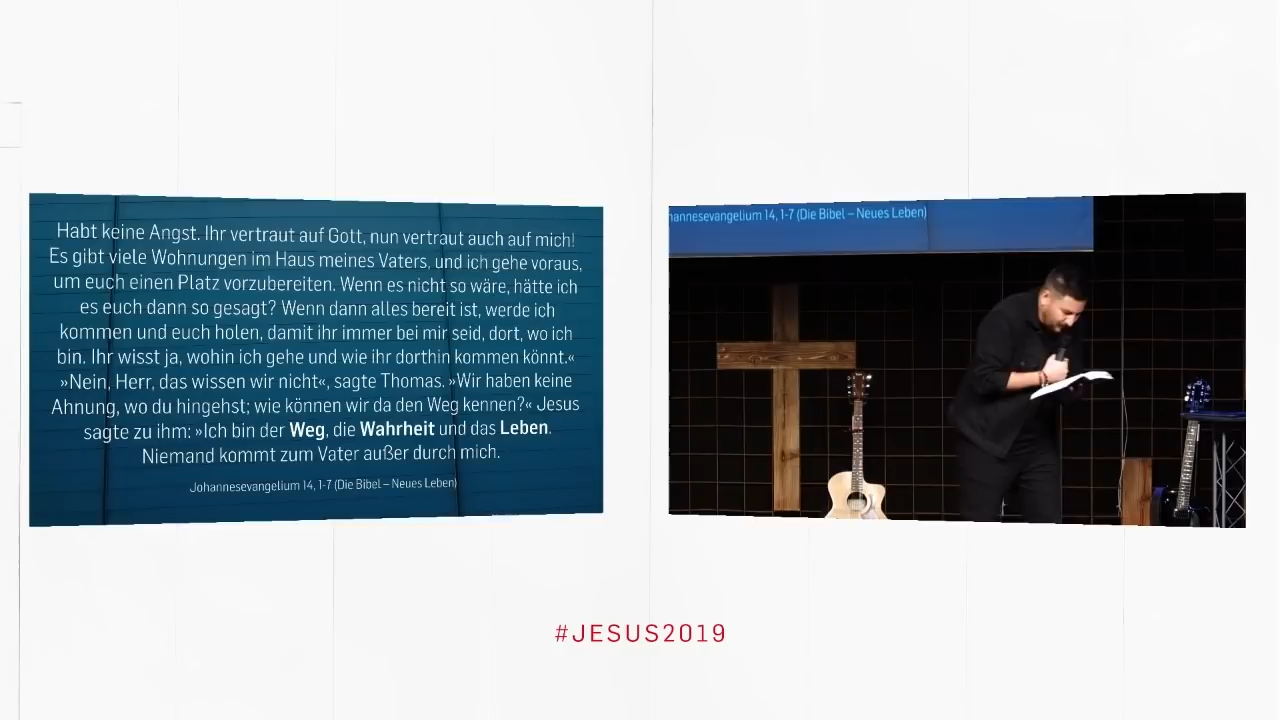 Habt keine Angst. Ihr vertraut auf Gott, nun vertraut auch auf mich!
Es gibt viele Wohnungen im Haus meines Vaters, und ich gehe voraus,
um euch einen Platz vorzubereiten. Wenn es nicht so wäre, hätte ich
es euch dann so gesagt? Wenn dann alles bereit ist, werde ich
kommen und euch holen, damit ihr immer bei mir seid, dort, wo ich
bin. Ihr wisst ja, wohin ich gehe und wie ihr dorthin kommen könnt.«
»Nein, Herr, das wissen wir nicht«, sagte Thomas. »Wir haben keine
Ahnung, wo du hingehst; wie können wir da den Weg kennen?« Jesus
sagte zu ihm: »Ich bin der Weg, die Wahrheit und das Leben.
Niemand kommt zum Vater außer durch mich.
Johannesevangelium 14, 1-7 (Die Bibel – Neues Leben)
hannesevangelium 14, 1-7 (Die Bibel – Neues Leben)
#JESUS2019